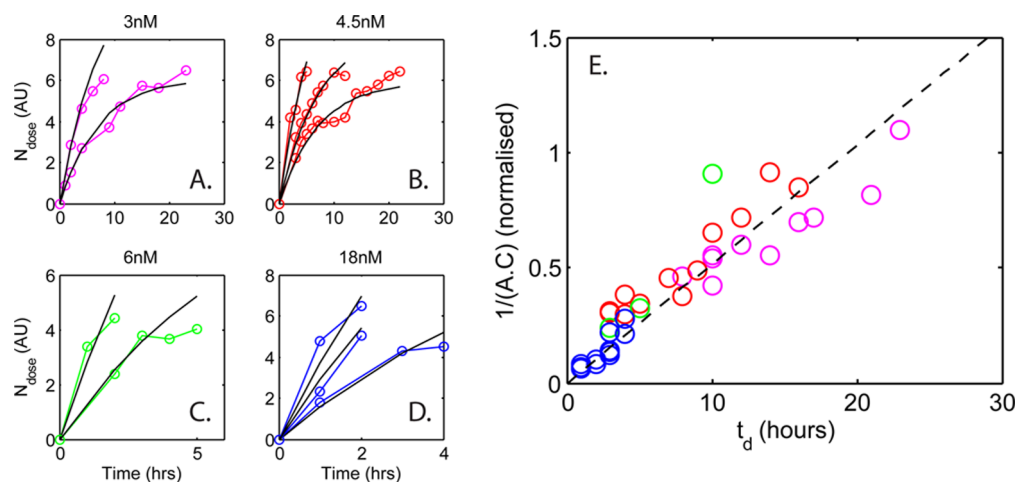 3nM
8
6
4
2
0
0 10 20 30
N_dose (AU)
A.
4.5nM
8
6
4
2
0
0 10 20 30
B.
6nM
6
4
2
0
0 5
N_dose (AU)
Time (hrs)
C.
18nM
8
6
4
2
0
0 2 4
Time (hrs)
D.
E.
1.5
1
0.5
0
0 10 20 30
1/(A.C) (normalised)
t_d (hours)